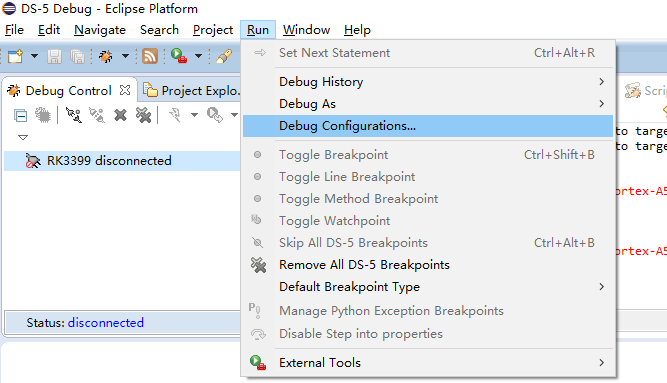 DS-5 Debug - Eclipse Platform
File Edit Navigate Search Project Run Window Help
Set Next Statement Ctrl+Alt+R
Debug Control Project Explo... Scri
Debug History
Debug As
Debug Configurations...
to targe
to targe
Toggle Breakpoint Ctrl+Shift+B
RK3399 disconnected
Toggle Line Breakpoint
Toggle Method Breakpoint
ortex-A5
Toggle Watchpoint
Skip All DS-5 Breakpoints Ctrl+Alt+B
ortex-A5
Remove All DS-5 Breakpoints
Default Breakpoint Type
Manage Python Exception Breakpoints
Status: disconnected
Disable Step into properties
External Tools